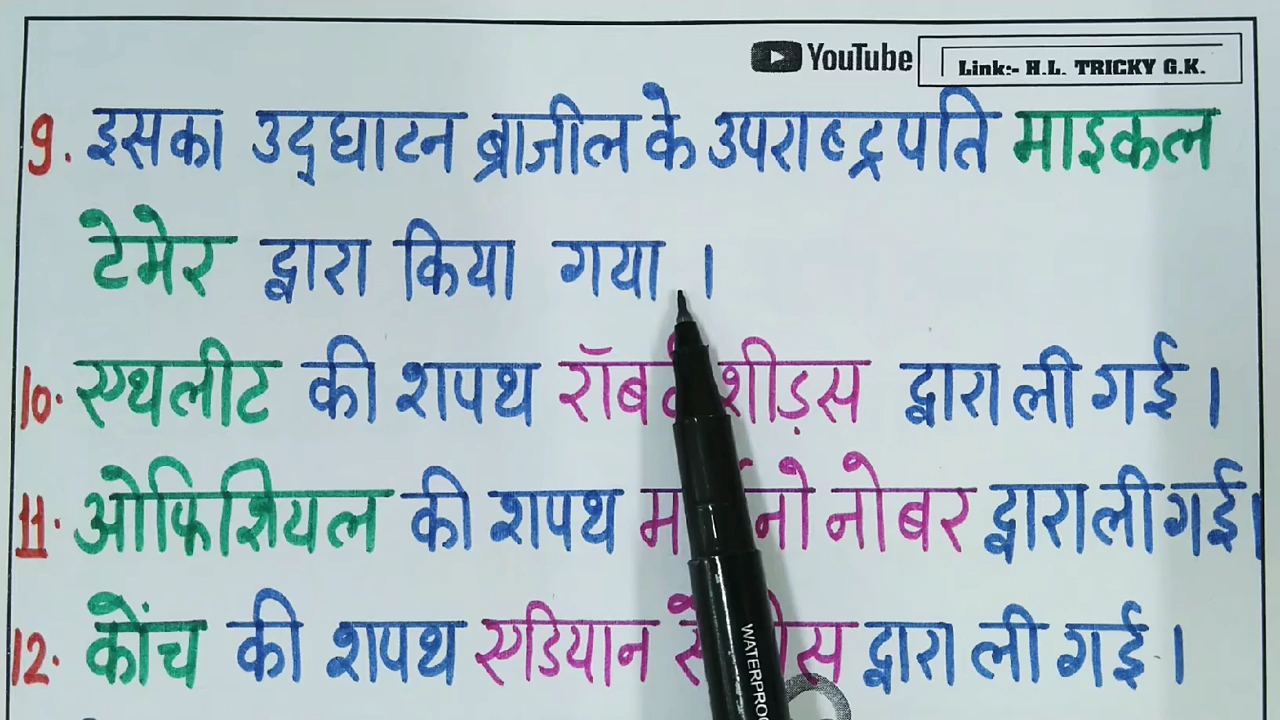 YouTube
Link:- H.L. TRICKY G.K.
9. इसका उद्घाटन ब्राजील के उपराष्ट्रपति माइकल
टेमेर द्वारा किया गया ।
10. एथलीट की शपथ रॉबर्ट शीड़स द्वारा ली गई ।
11. ओफिशियल की शपथ नोबर द्वारा ली गई ।
12. कोंच की शपथ एडियान द्वारा ली गई ।
WATERPROO